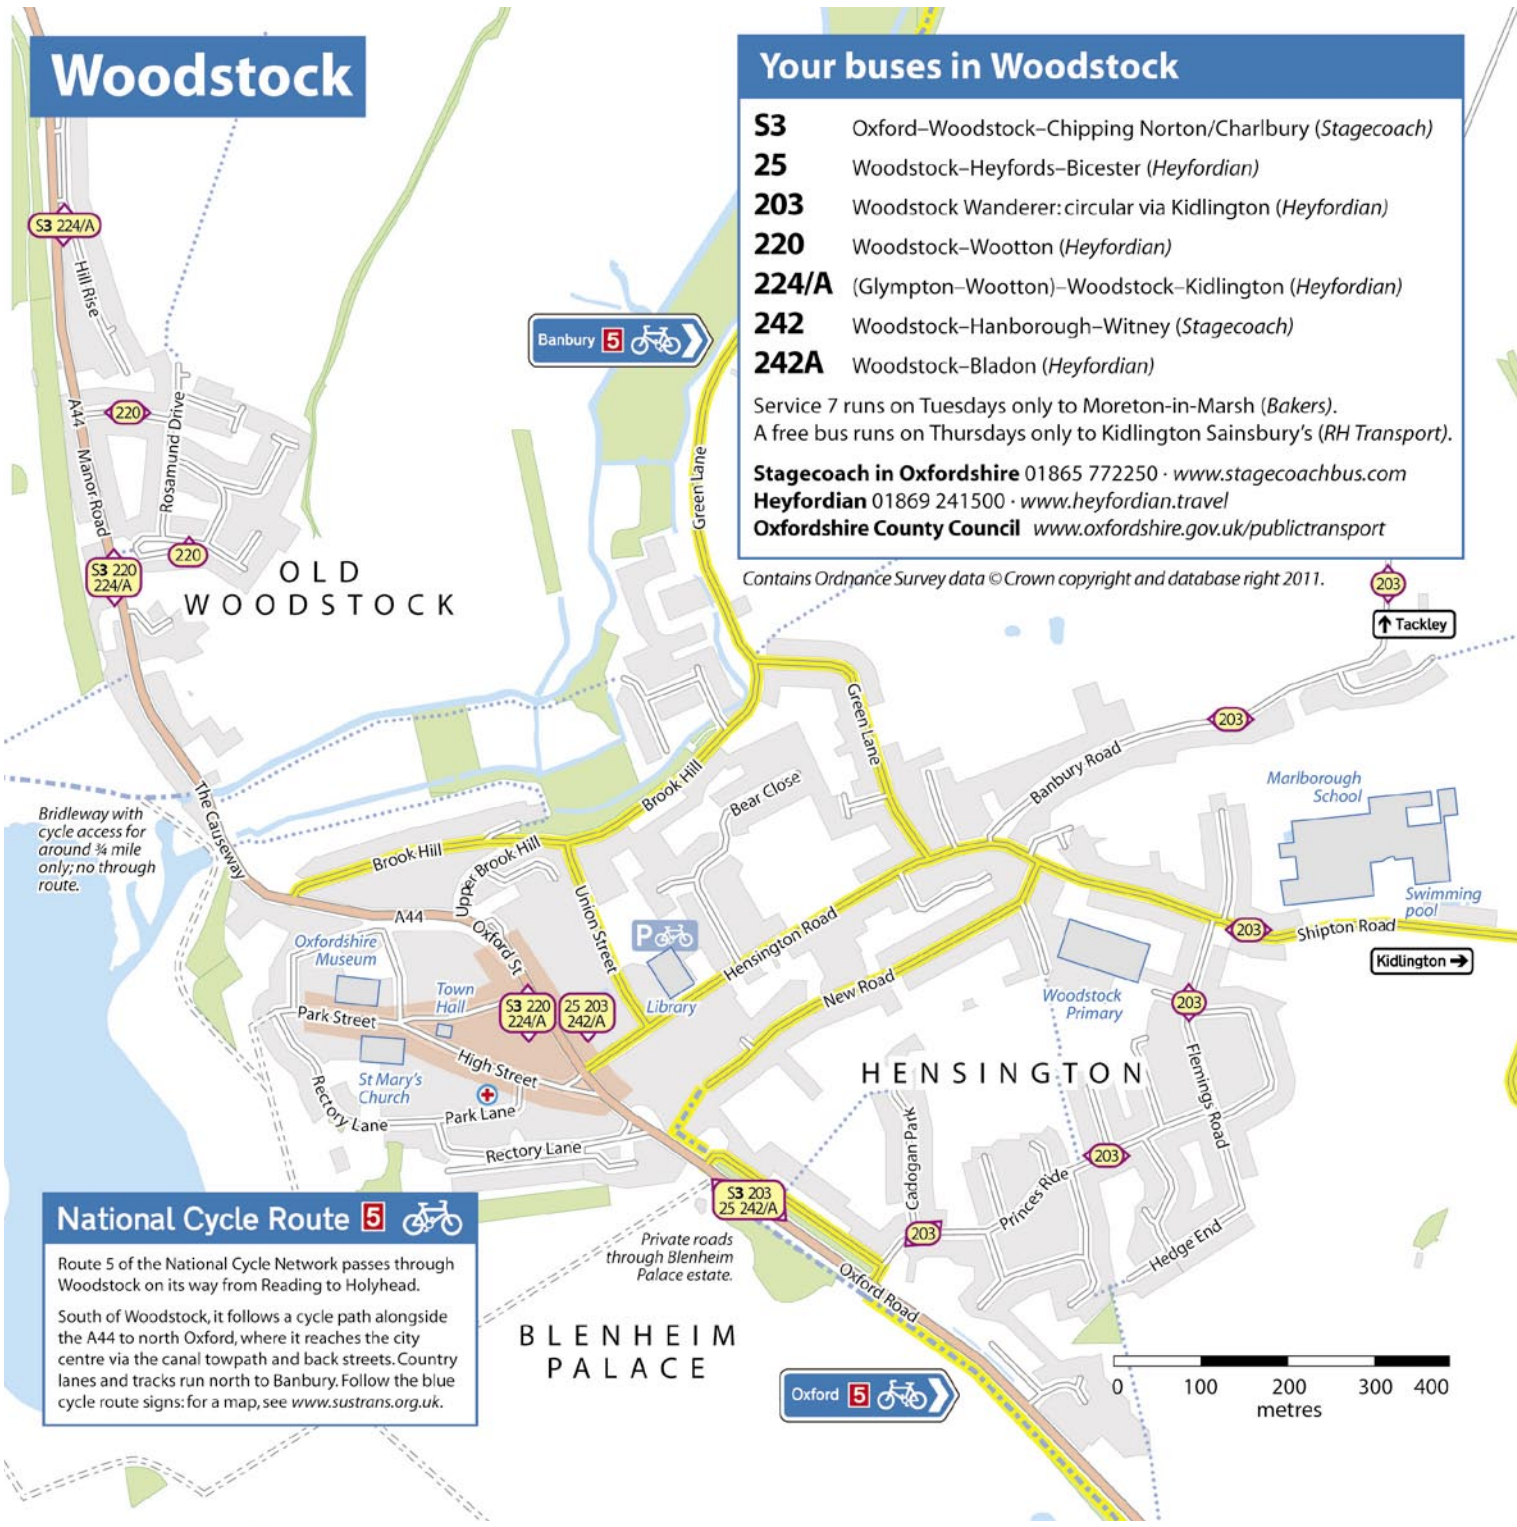 Woodstock
Your buses in Woodstock
S3 Oxford–Woodstock–Chipping Norton/Charlbury (Stagecoach)
25 Woodstock–Heyfords–Bicester (Heyfordian)
203 Woodstock Wanderer: circular via Kidlington (Heyfordian)
220 Woodstock–Wootton (Heyfordian)
224/A (Glympton–Wootton)–Woodstock–Kidlington (Heyfordian)
242 Woodstock–Hanborough–Witney (Stagecoach)
242A Woodstock–Bladon (Heyfordian)
Service 7 runs on Tuesdays only to Moreton-in-Marsh (Bakers).
A free bus runs on Thursdays only to Kidlington Sainsbury's (RH Transport).
Stagecoach in Oxfordshire 01865 772250 · www.stagecoachbus.com
Heyfordian 01869 241500 · www.heyfordian.travel
Oxfordshire County Council www.oxfordshire.gov.uk/publictransport
Contains Ordnance Survey data © Crown copyright and database right 2011.
S3 224/A
Hill Rise
Banbury 5
A44
220
Manor Road
Rosamund Drive
Green Lane
220
S3 220
224/A
OLD
WOODSTOCK
203
Tackley
Green Lane
203
Banbury Road
Brook Hill
Bear Close
Marlborough
School
The Causeway
Bridleway with
cycle access for
around ¾ mile
only; no through
route.
Brook Hill
Upper Brook Hill
Union Street
Swimming
pool
A44
Oxford St
P
Hensington Road
203
Shipton Road
Kidlington
Oxfordshire
Museum
Town
Hall
S3 220
224/A
25 203
242/A
Library
New Road
Woodstock
Primary
203
Park Street
High Street
St Mary's
Church
HENSINGTON
Flemings Road
Rectory Lane
Park Lane
Rectory Lane
Cadogan Park
203
Princes Ride
S3 203
25 242/A
203
Hedge End
Private roads
through Blenheim
Palace estate.
Oxford Road
BLENHEIM
PALACE
Oxford 5
National Cycle Route 5
Route 5 of the National Cycle Network passes through
Woodstock on its way from Reading to Holyhead.
South of Woodstock, it follows a cycle path alongside
the A44 to north Oxford, where it reaches the city
centre via the canal towpath and back streets. Country
lanes and tracks run north to Banbury. Follow the blue
cycle route signs: for a map, see www.sustrans.org.uk.
0 100 200 300 400
metres